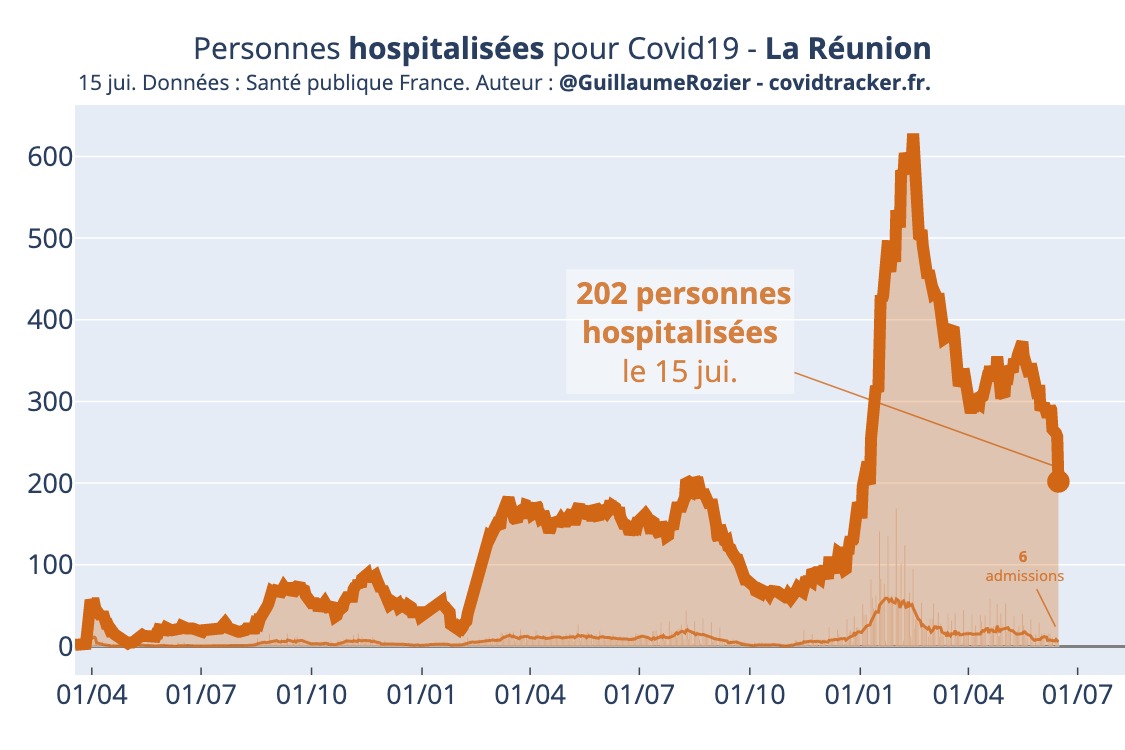 Personnes hospitalisées pour Covid19 - La Réunion
15 jui. Données : Santé publique France. Auteur : @GuillaumeRozier - covidtracker.fr.
600
500
400
300
200
100
0
202 personnes
hospitalisées
le 15 jui.
6
admissions
01/04 01/07 01/10 01/01 01/04 01/07 01/10 01/01 01/04 01/07